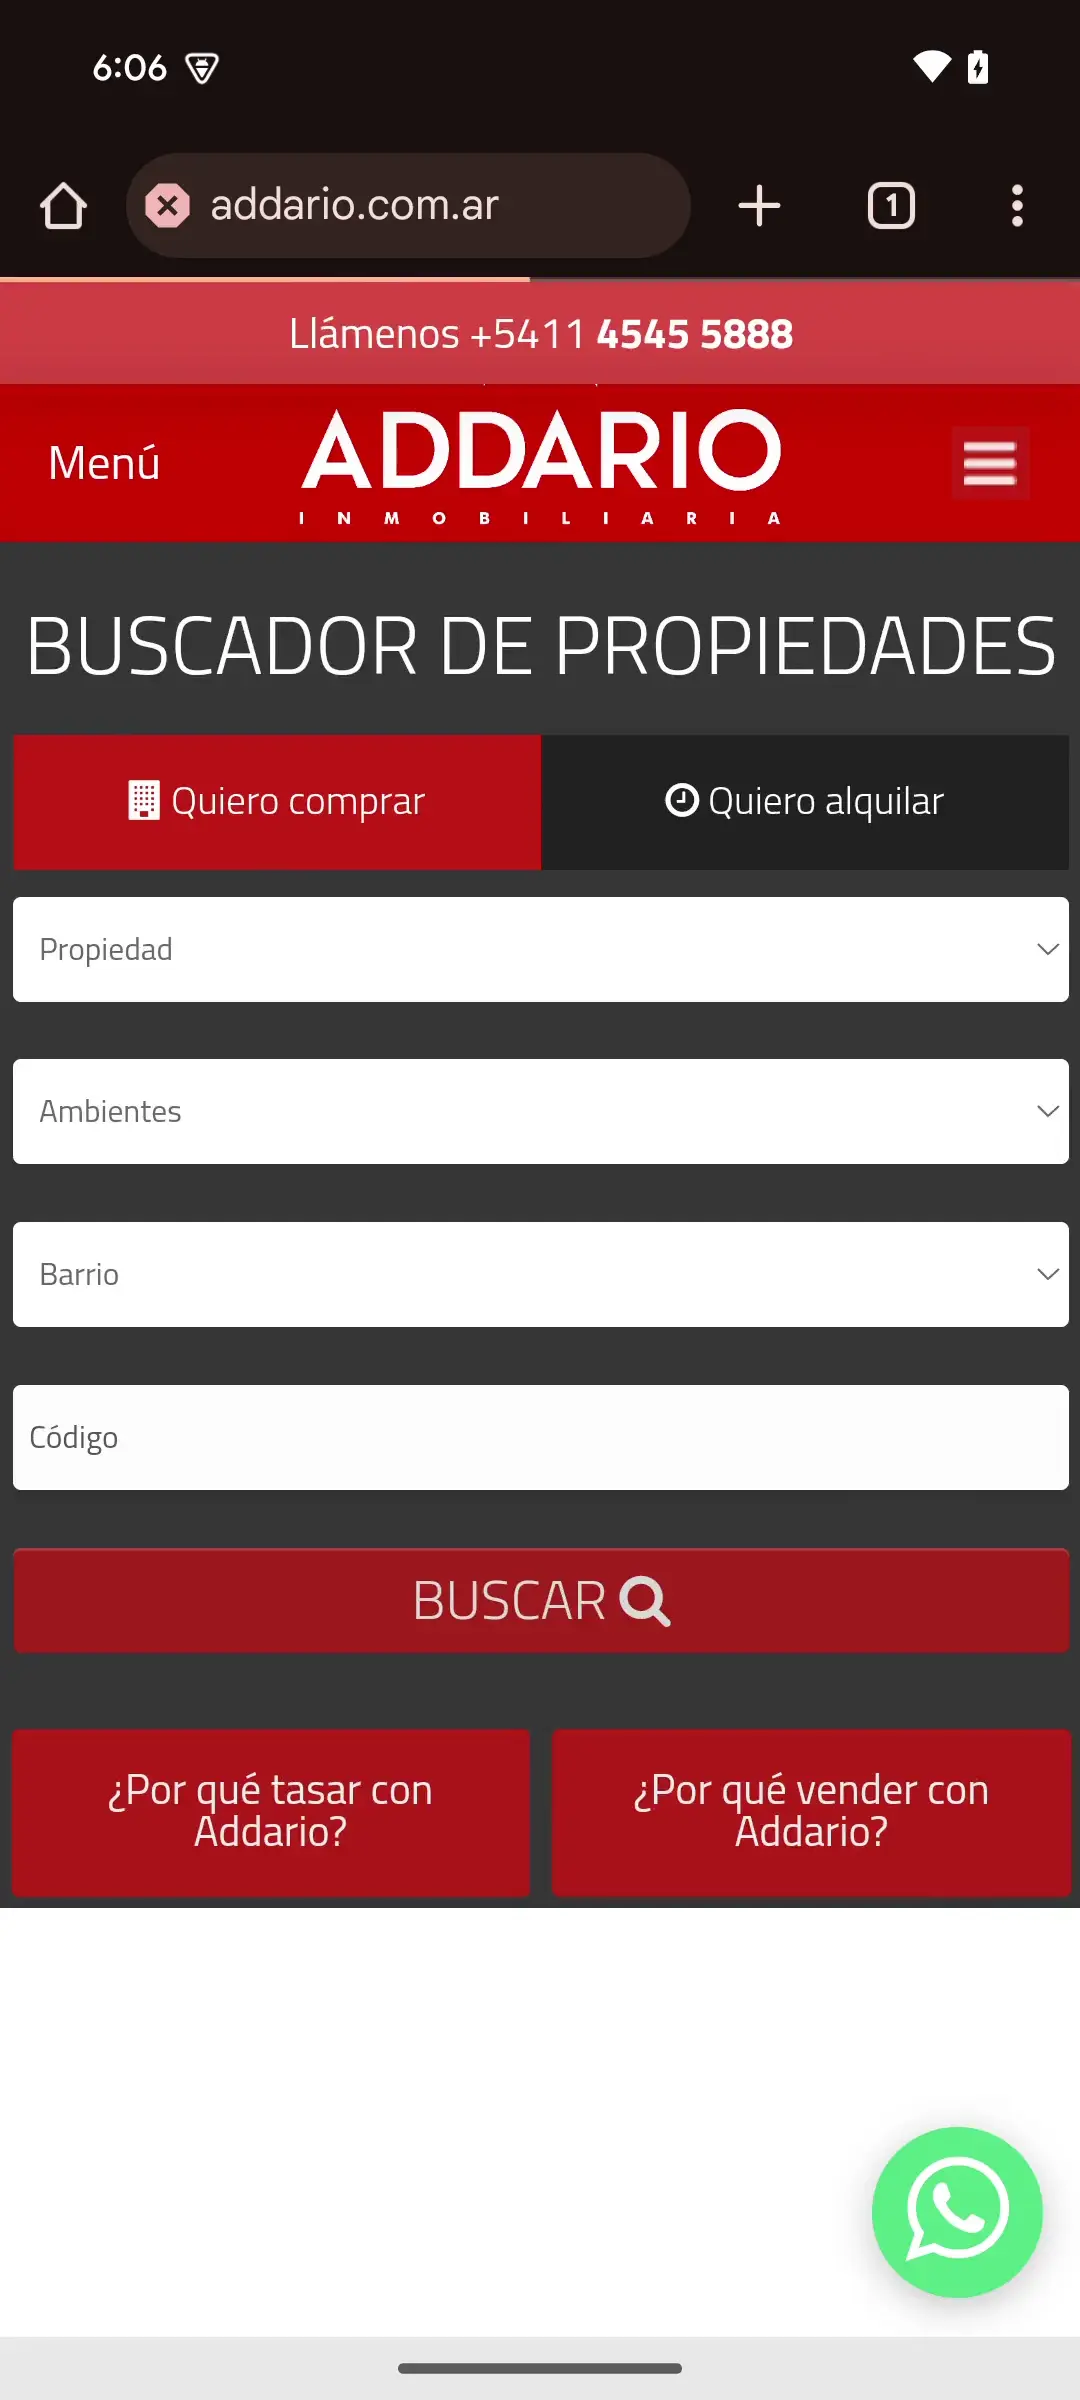 6:06
addario.com.ar
1
Llámenos +5411 4545 5888
Menú
ADDARIO
INMOBILIARIA
BUSCADOR DE PROPIEDADES
Quiero comprar
Quiero alquilar
Propiedad
Ambientes
Barrio
Código
BUSCAR
¿Por qué tasar con
Addario?
¿Por qué vender con
Addario?